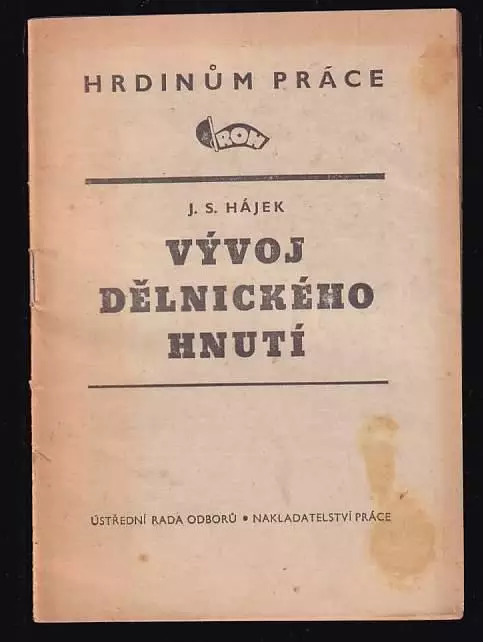 HRDINŮM PRÁCE
ROH
J. S. HÁJEK
VÝVOJ
DĚLNICKÉHO
HNUTÍ
ÚSTŘEDNÍ RADA ODBORŮ • NAKLADATELSTVÍ PRÁCE